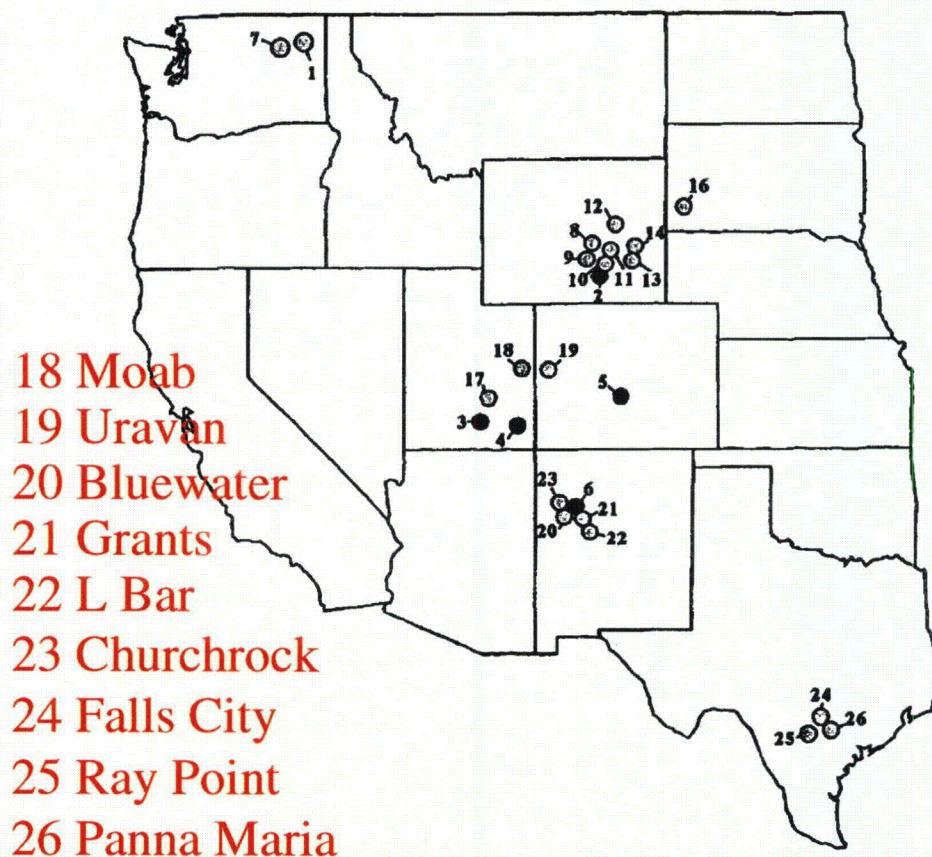 7
1
16
12
8
14
9
10
11
13
2
18
19
17
5
3
4
23
6
20
21
22
24
25
26
18 Moab
19 Uravan
20 Bluewater
21 Grants
22 L Bar
23 Churchrock
24 Falls City
25 Ray Point
26 Panna Maria